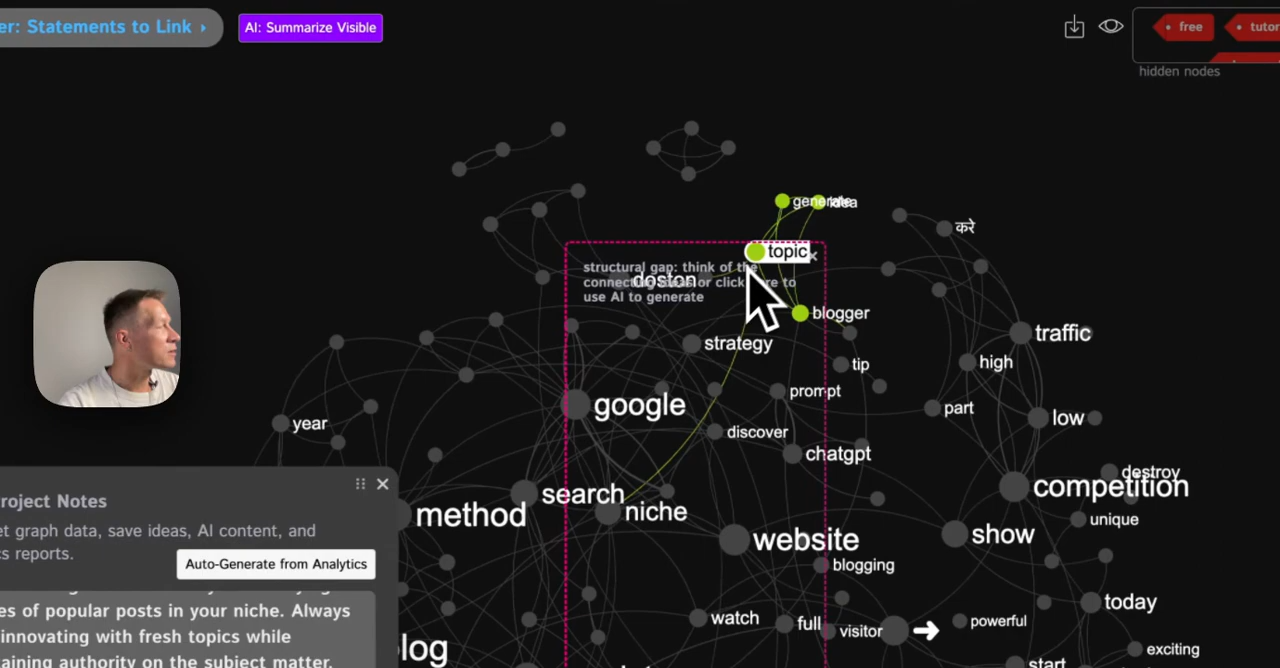 er: Statements to Link ›
AI: Summarize Visible
free
tutor
hidden nodes
generate
idea
करे
topic
structural gap: think of the
connecting ideas or click here to
use AI to generate
doston
blogger
strategy
traffic
tip
high
prompt
google
part
low
year
discover
chatgpt
destroy
search
competition
method
niche
unique
show
website
blogging
today
watch
full
visitor
powerful
exciting
start
log
roject Notes
et graph data, save ideas, AI content, and
cs reports.
Auto-Generate from Analytics
es of popular posts in your niche. Always
innovating with fresh topics while
aining authority on the subject matter.